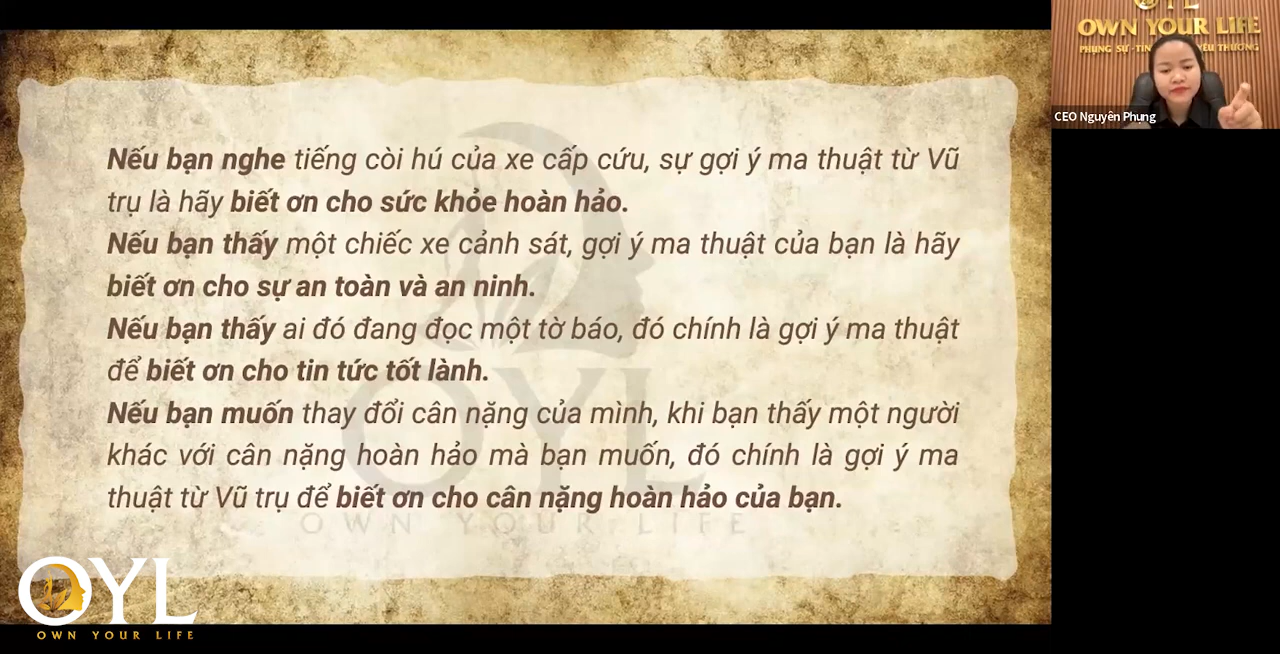 OYL
OWN YOUR LIFE
CEO Nguyên Phụng
Nếu bạn nghe tiếng còi hú của xe cấp cứu, sự gợi ý ma thuật từ Vũ
trụ là hãy biết ơn cho sức khỏe hoàn hảo.
Nếu bạn thấy một chiếc xe cảnh sát, gợi ý ma thuật của bạn là hãy
biết ơn cho sự an toàn và an ninh.
Nếu bạn thấy ai đó đang đọc một tờ báo, đó chính là gợi ý ma thuật
để biết ơn cho tin tức tốt lành.
Nếu bạn muốn thay đổi cân nặng của mình, khi bạn thấy một người
khác với cân nặng hoàn hảo mà bạn muốn, đó chính là gợi ý ma
thuật từ Vũ trụ để biết ơn cho cân nặng hoàn hảo của bạn.
OYL
OWN YOUR LIFE
OYL
OWN YOUR LIFE